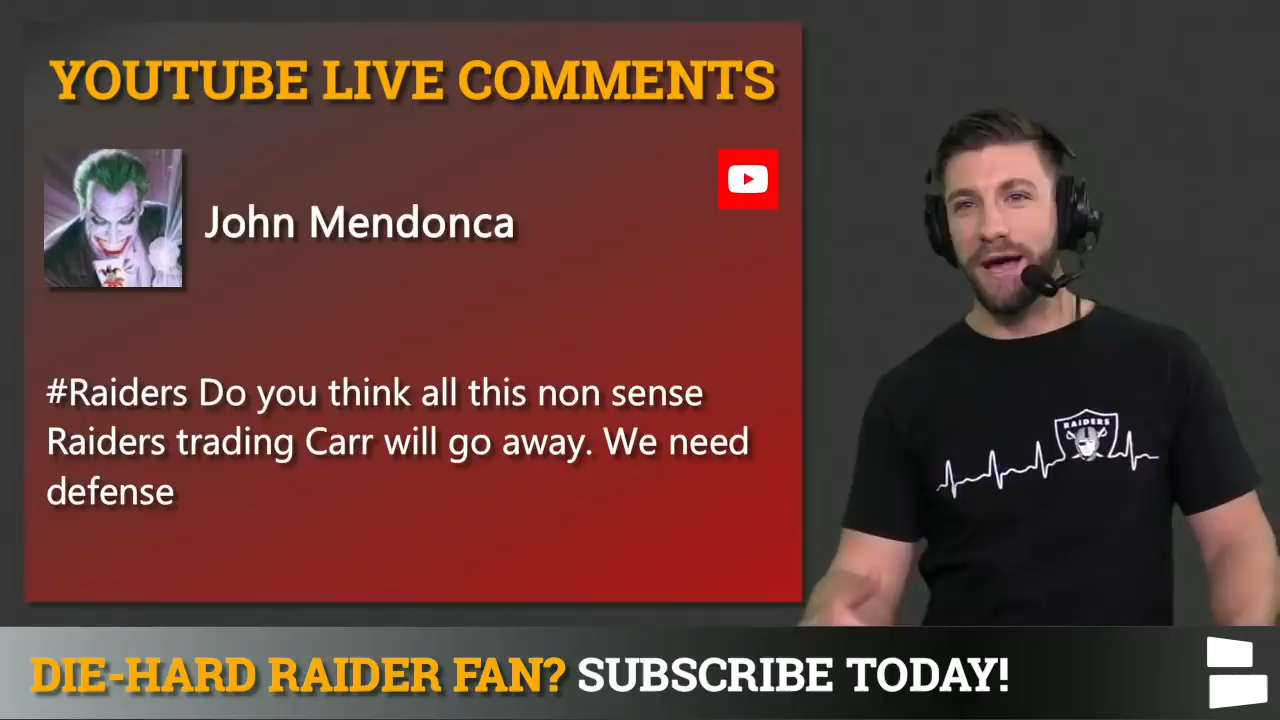 YOUTUBE LIVE COMMENTS
John Mendonca
#Raiders Do you think all this non sense
Raiders trading Carr will go away. We need
defense
RAIDERS
DIE-HARD RAIDER FAN? SUBSCRIBE TODAY!